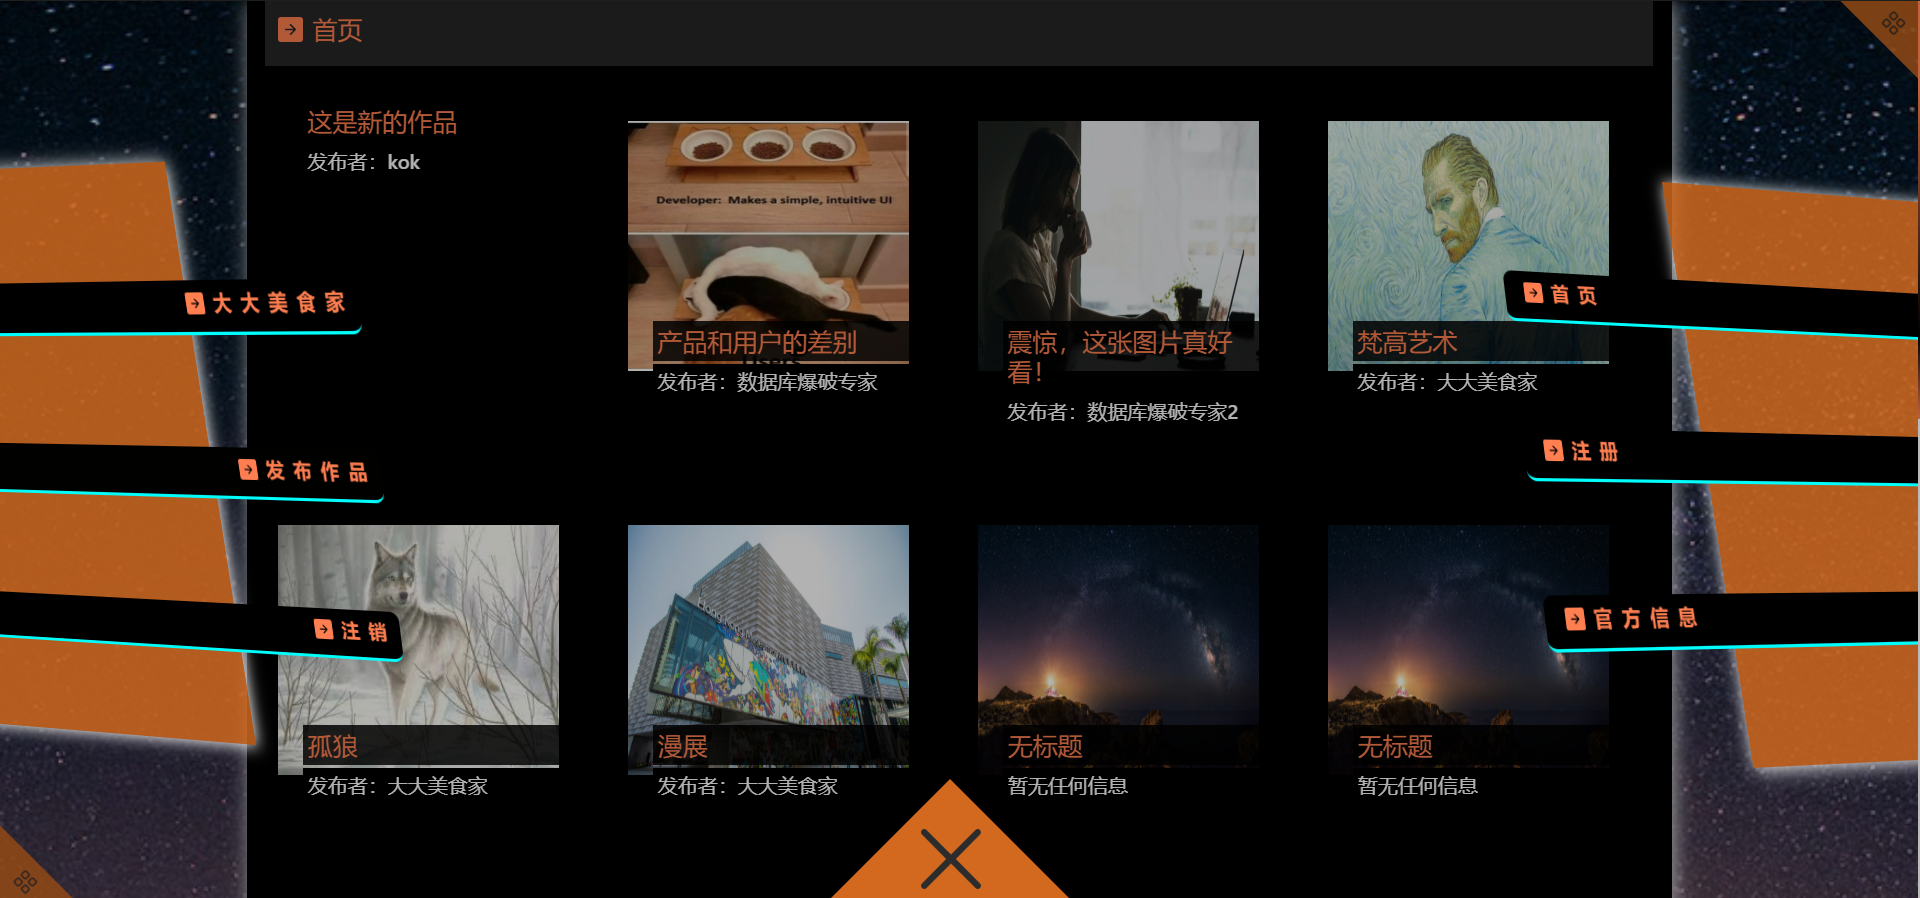 首页
这是新的作品
发布者：kok
Developer: Makes a simple, intuitive UI
产品和用户的差别
发布者：数据库爆破专家
震惊，这张图片真好
看！
发布者：数据库爆破专家2
梵高艺术
发布者：大大美食家
大大美食家
首页
发布作品
注册
注销
官方信息
孤狼
发布者：大大美食家
漫展
发布者：大大美食家
无标题
暂无任何信息
无标题
暂无任何信息